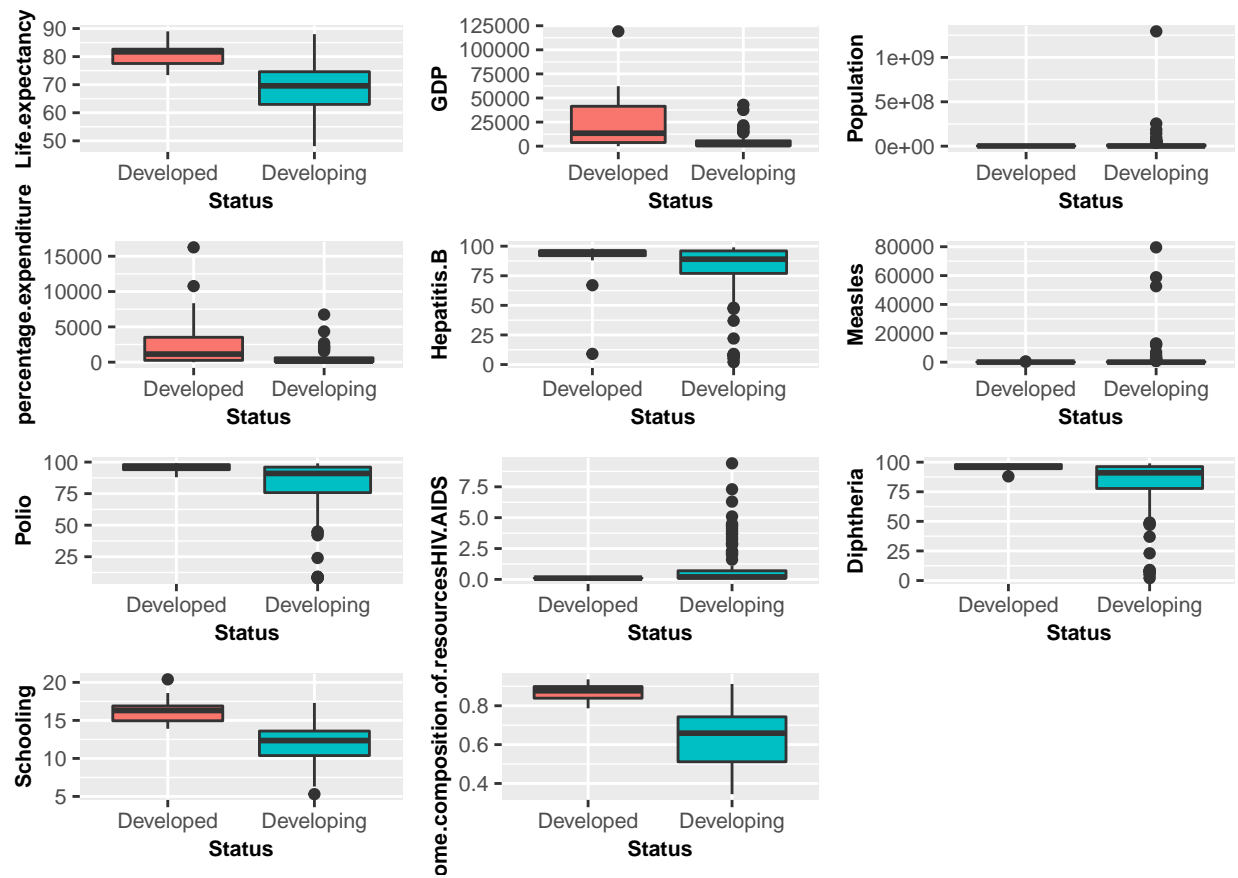 Life.expectancy
90
80
70
60
50
Developed Developing
Status
GDP
125000
100000
75000
50000
25000
0
Developed Developing
Status
Population
1e+09
5e+08
0e+00
Developed Developing
Status
percentage.expenditure
15000
10000
5000
0
Developed Developing
Status
Hepatitis.B
100
75
50
25
0
Developed Developing
Status
Measles
80000
60000
40000
20000
0
Developed Developing
Status
Polio
100
75
50
25
Developed Developing
Status
HIV.AIDS
7.5
5.0
2.5
0.0
Developed Developing
Status
Diphtheria
100
75
50
25
0
Developed Developing
Status
Schooling
20
15
10
5
Developed Developing
Status
ome.composition.of.resources
0.8
0.6
0.4
Developed Developing
Status